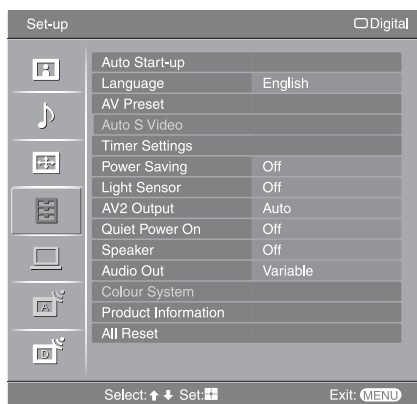 Set-up Digital
Auto Start-up
Language English
AV Preset
Auto S Video
Timer Settings
Power Saving Off
Light Sensor Off
AV2 Output Auto
Quiet Power On Off
Speaker Off
Audio Out Variable
Colour System
Product Information
All Reset
A
D
Select: Set: Exit: MENU